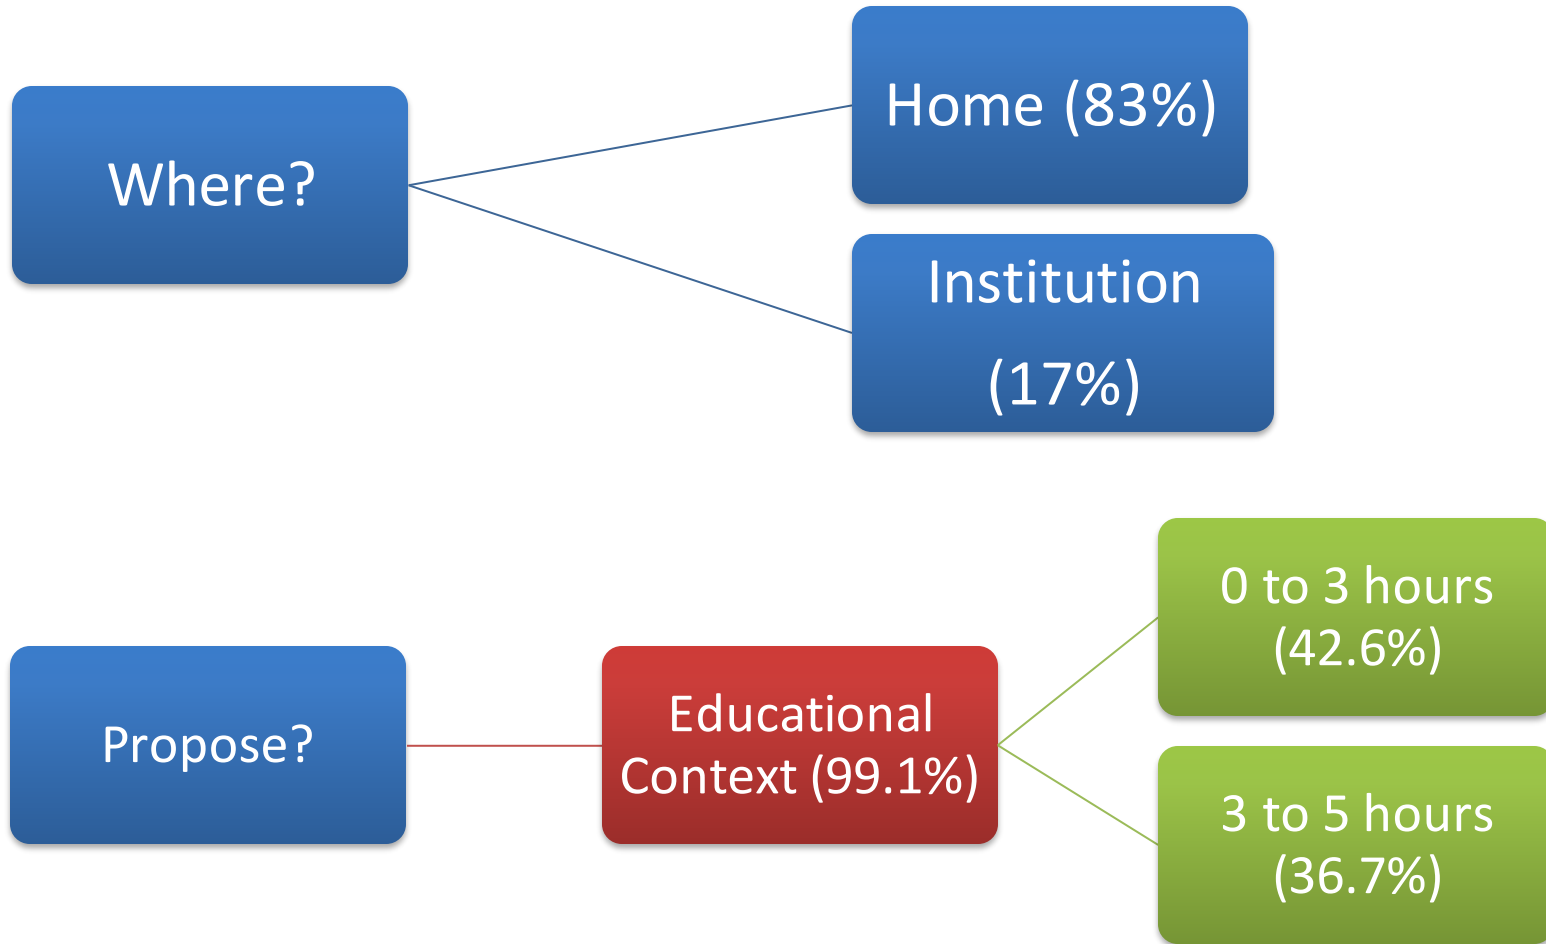 Where?
Home (83%)
Institution
(17%)
Propose?
Educational
Context (99.1%)
0 to 3 hours
(42.6%)
3 to 5 hours
(36.7%)